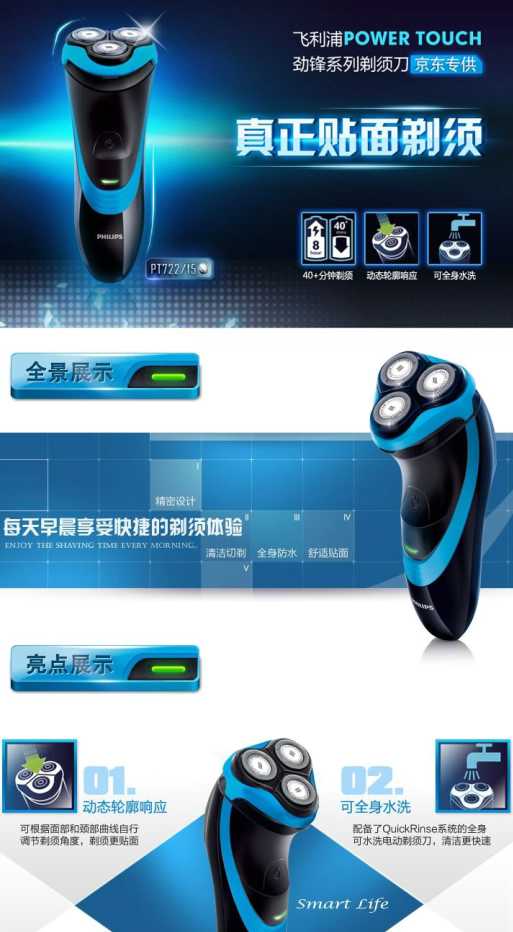 飞利浦POWER TOUCH
劲锋系列剃须刀 京东专供
真正贴面剃须
8
hour
40'
mins
40+分钟剃须
动态轮廓响应
可全身水洗
PHILIPS
PT722/15
全景展示
I
精密设计
每天早晨享受快捷的剃须体验
ENJOY THE SHAVING TIME EVERY MORNING.
II
III
IV
清洁切剃
全身防水
舒适贴面
V
PHILIPS
亮点展示
01.
动态轮廓响应
可根据面部和颈部曲线自行
调节剃须角度，剃须更贴面
02.
可全身水洗
配备了QuickRinse系统的全身
可水洗电动剃须刀，清洁更快速
Smart Life